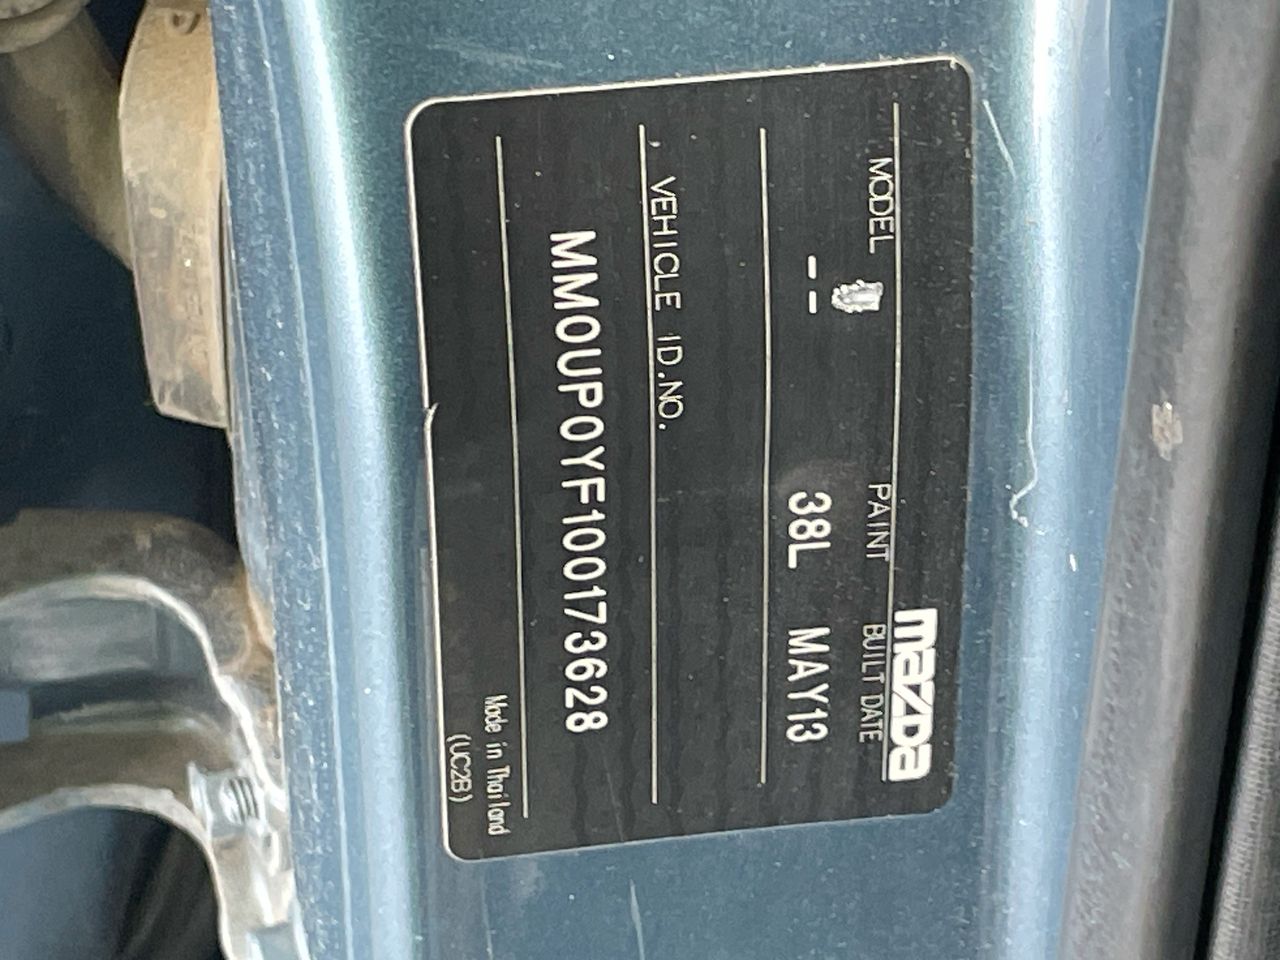 mazda
MODEL PAINT BUILT DATE
-- 38L MAY13
VEHICLE ID.NO.
MM0UP0YF100173628
Made in Thailand
(UC2B)